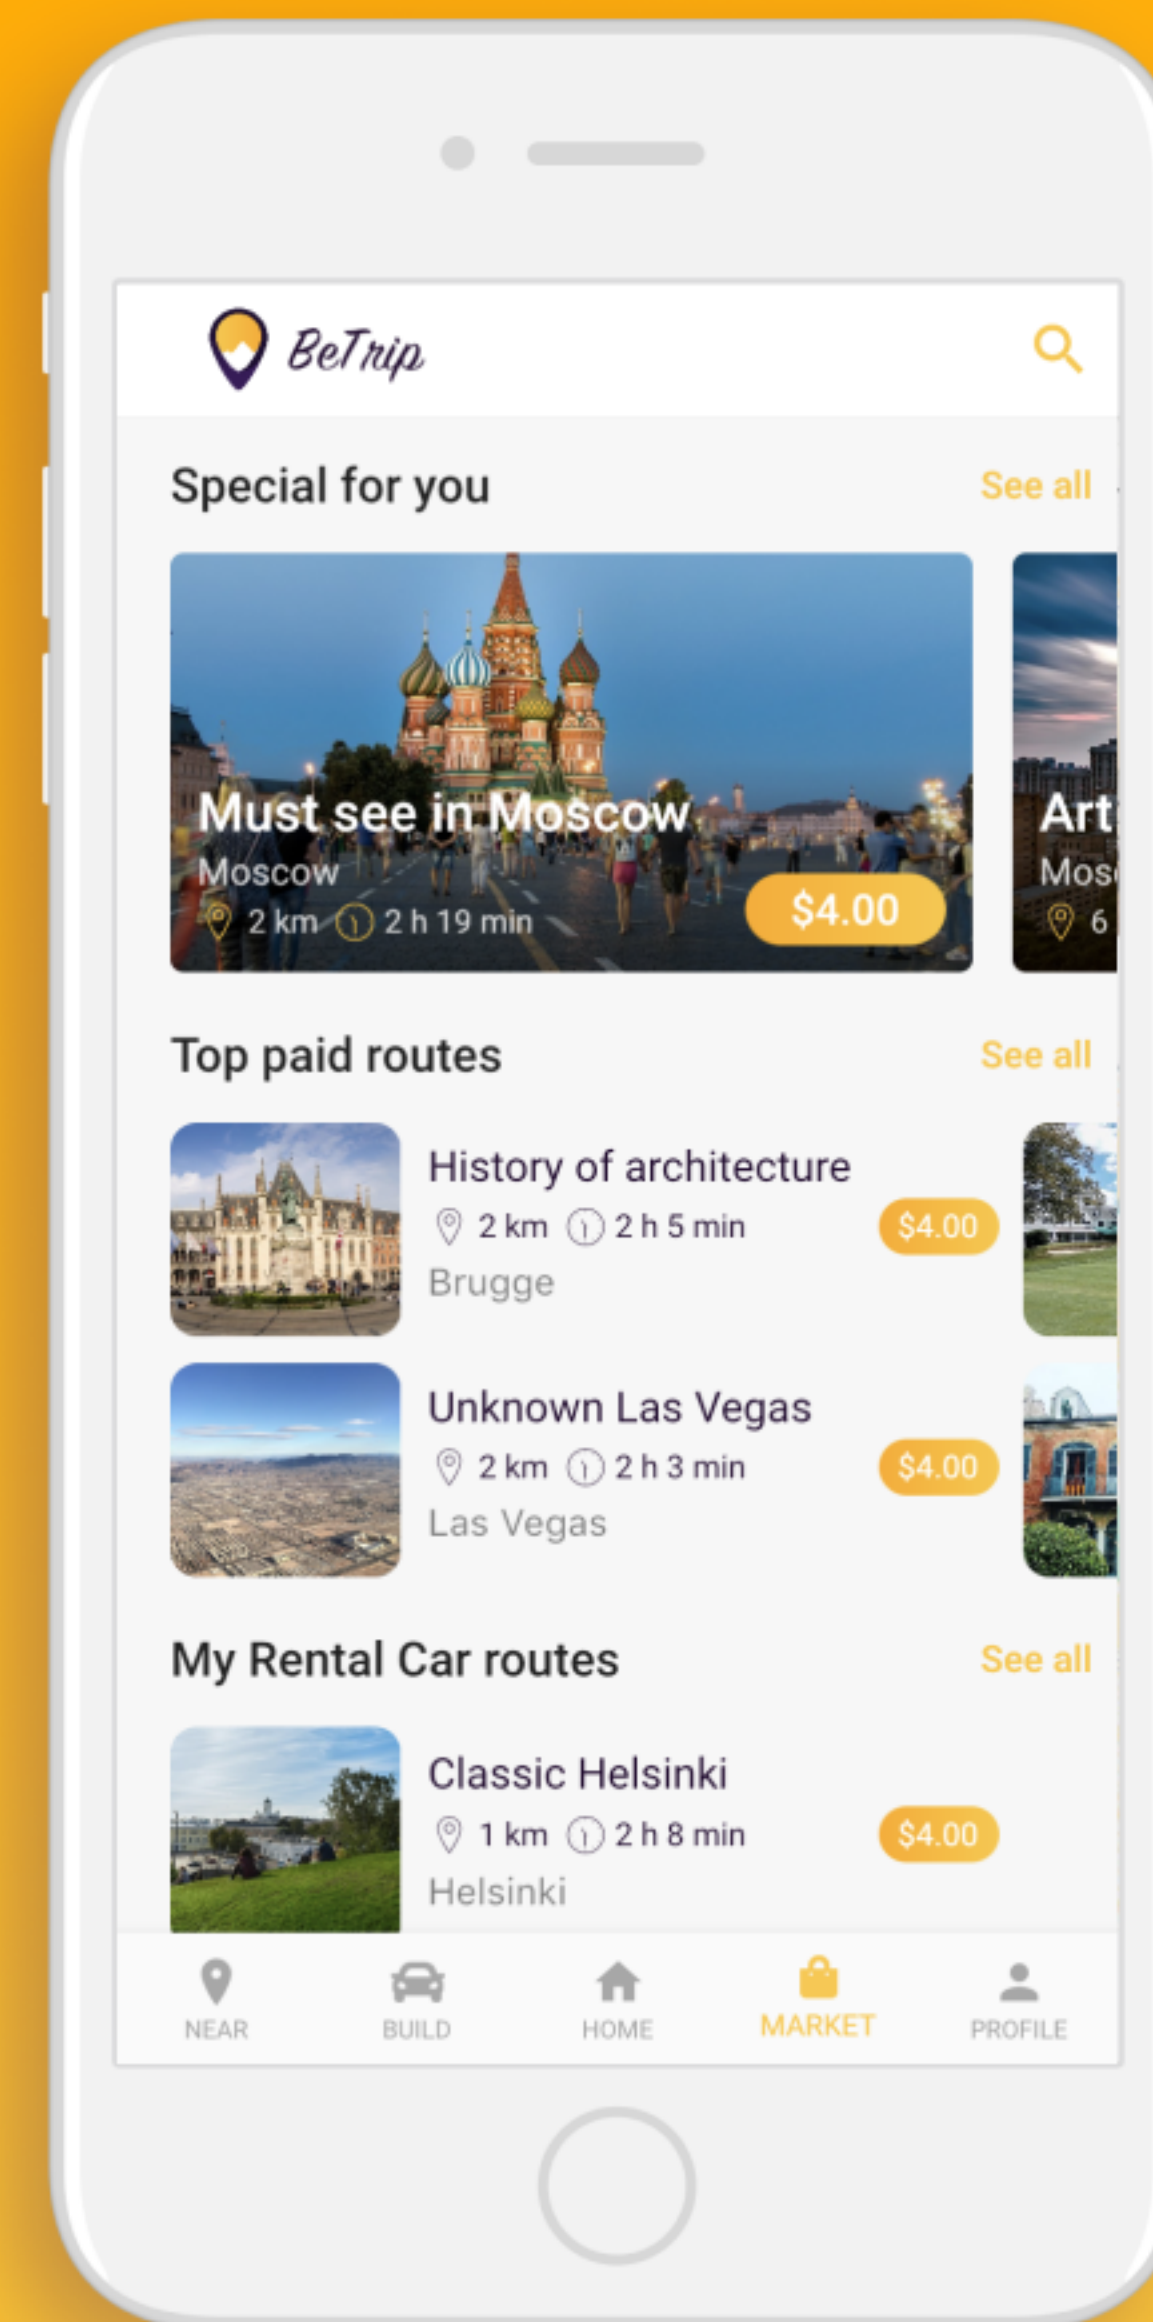 BeTrip
Special for you
See all
Must see in Moscow
Moscow
2 km 2 h 19 min
$4.00
Art
Mos
6
Top paid routes
See all
History of architecture
2 km 2 h 5 min
$4.00
Brugge
Unknown Las Vegas
2 km 2 h 3 min
$4.00
Las Vegas
My Rental Car routes
See all
Classic Helsinki
1 km 2 h 8 min
$4.00
Helsinki
NEAR BUILD HOME MARKET PROFILE